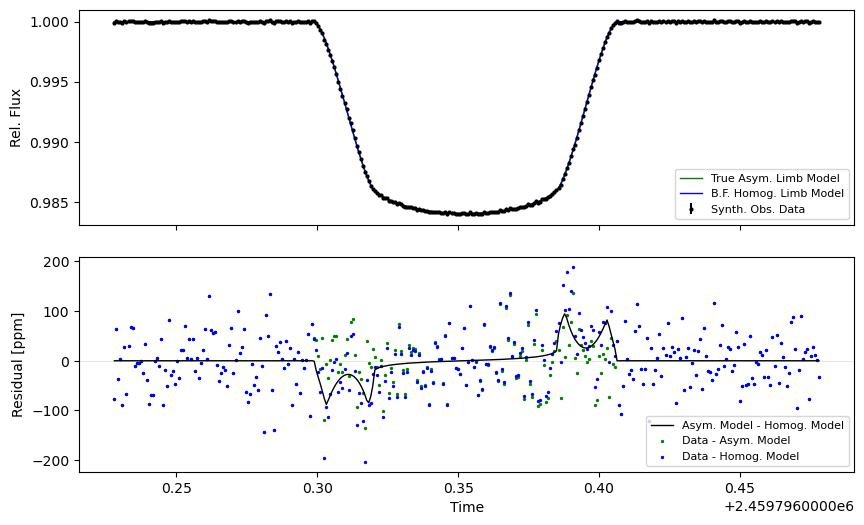 1.000
0.995
0.990
0.985
Rel. Flux
True Asym. Limb Model
B.F. Homog. Limb Model
Synth. Obs. Data
200
100
0
−100
−200
Residual [ppm]
Asym. Model - Homog. Model
Data - Asym. Model
Data - Homog. Model
0.25
0.30
0.35
0.40
0.45
Time
+2.4597960000e6